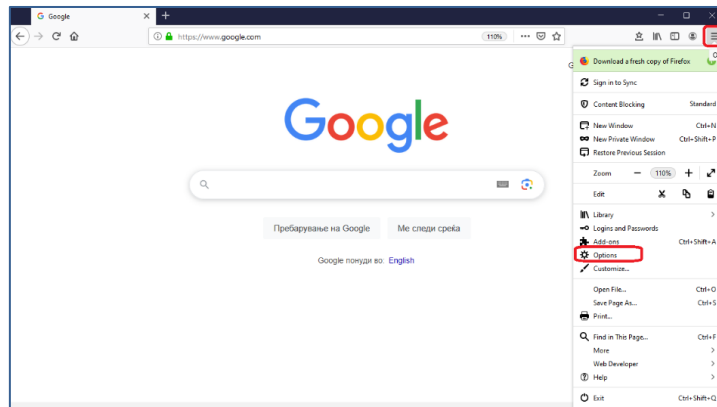 Google
https://www.google.com
110%
Download a fresh copy of Firefox
Sign in to Sync
Content Blocking Standard
New Window Ctrl+N
New Private Window Ctrl+Shift+P
Restore Previous Session
Zoom 110%
Edit
Library
Logins and Passwords
Add-ons Ctrl+Shift+A
Options
Customize...
Open File... Ctrl+O
Save Page As... Ctrl+S
Print...
Find in This Page... Ctrl+F
More
Web Developer
Help
Exit Ctrl+Shift+Q
Google
Пребарување на Google Ме следи среќа
Google понуди во: English